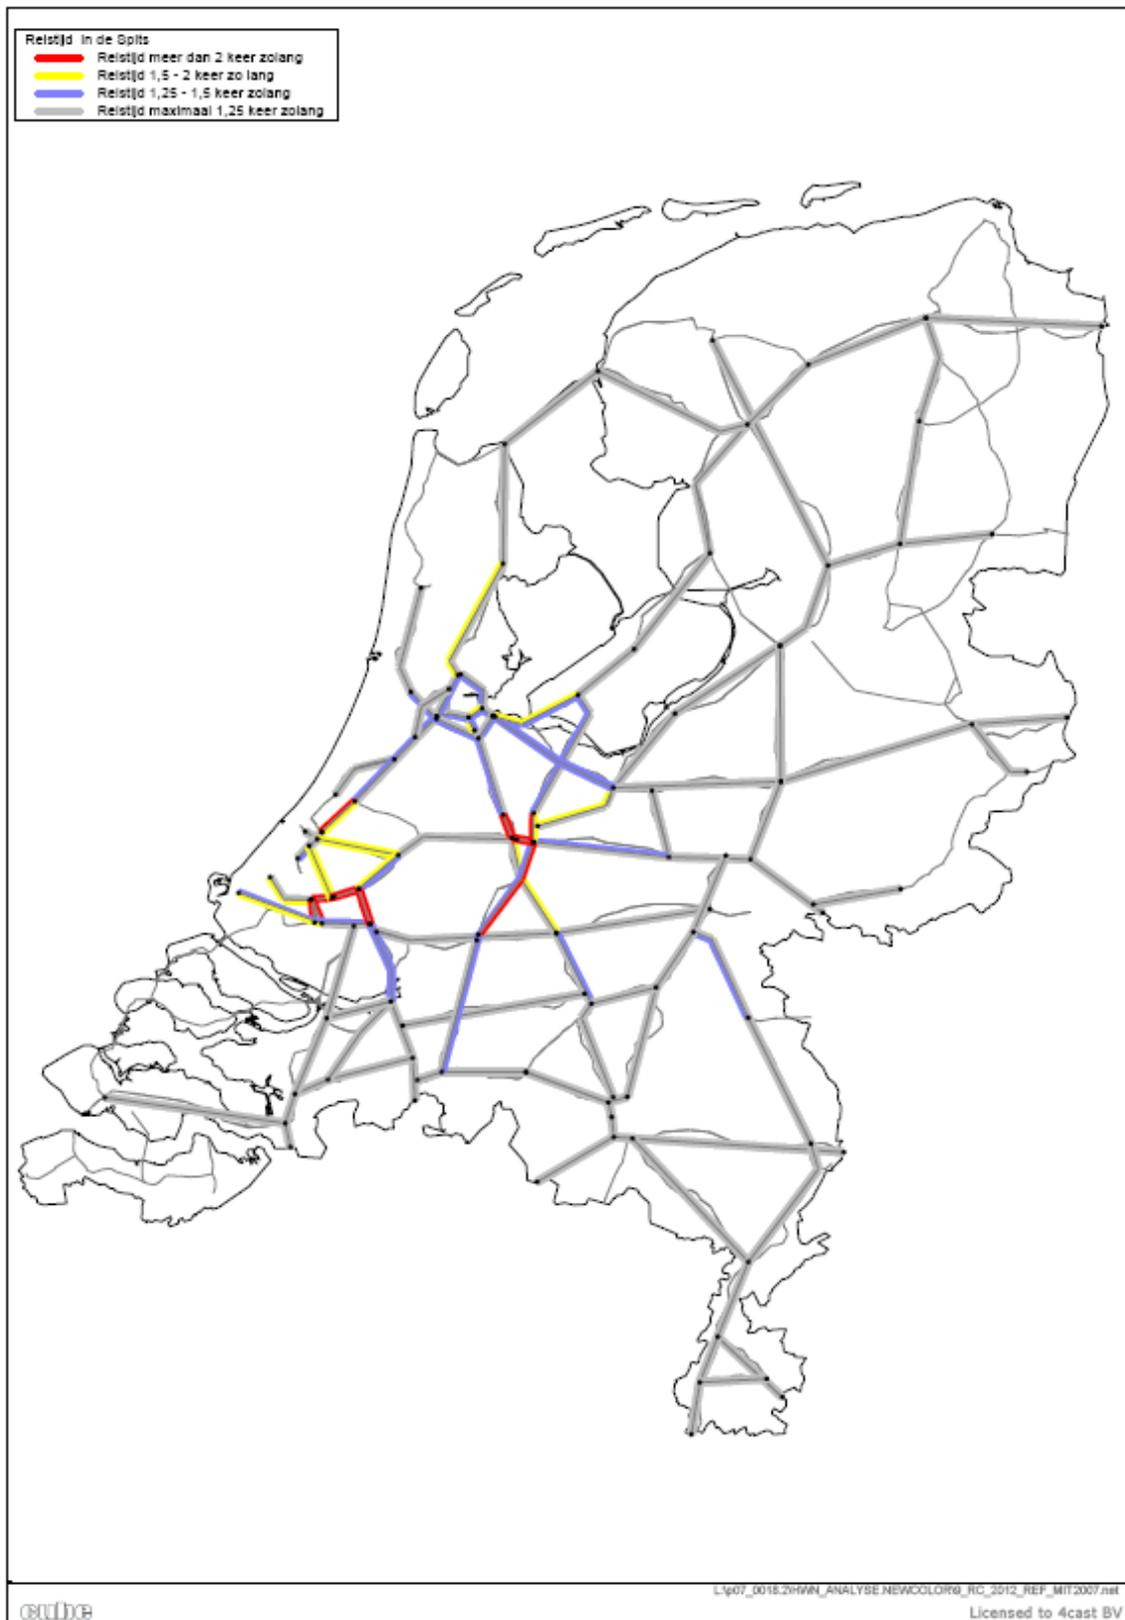 Reistijd in de Spits
Reistijd meer dan 2 keer zolang
Reistijd 1,5 - 2 keer zo lang
Reistijd 1,25 - 1,5 keer zolang
Reistijd maximaal 1,25 keer zolang
L:\p07_0018.2\HWN_ANALYSE.NEWCOLOR\9_RC_2012_REF_MIT2007.net
cube
Licensed to 4cast BV